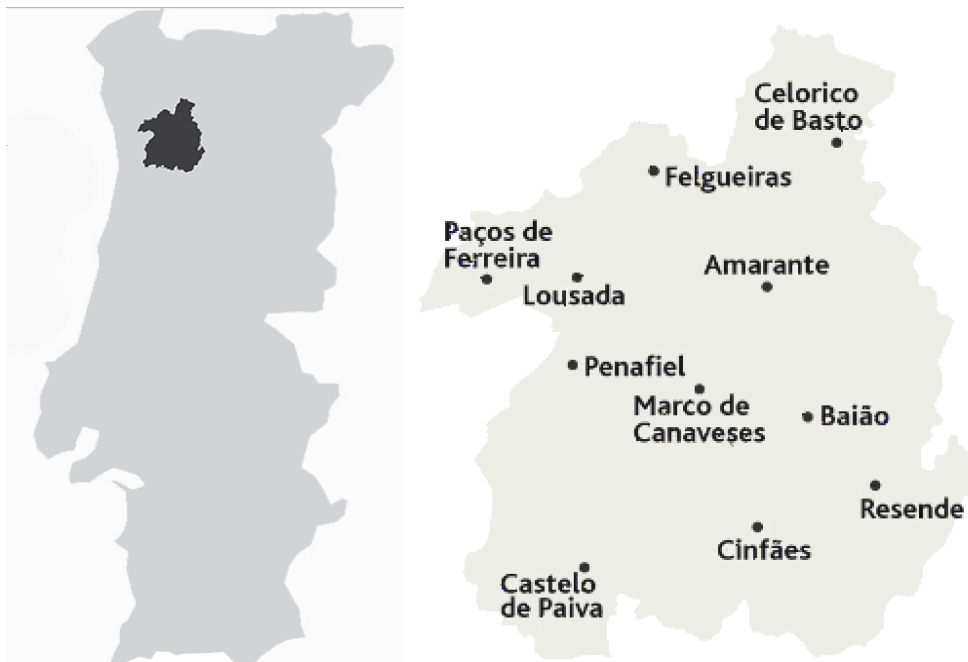 Celorico
de Basto
Felgueiras
Paços de
Ferreira
Amarante
Lousada
Penafiel
Marco de
Canaveses
Baião
Resende
Cinfães
Castelo
de Paiva